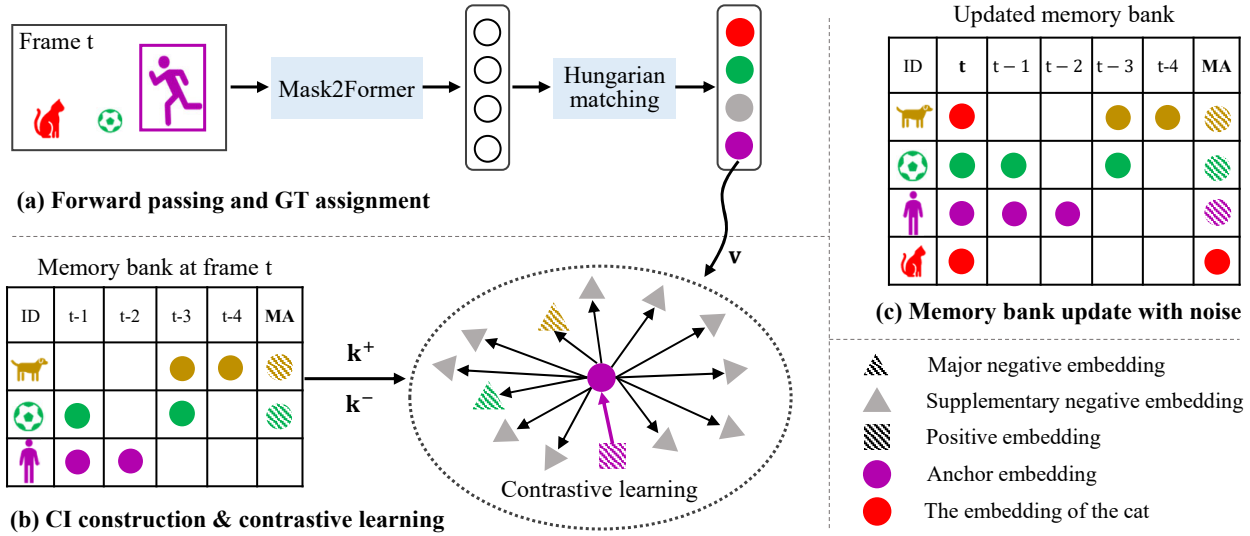 Frame t
Mask2Former
Hungarian
matching
(a) Forward passing and GT assignment
v
Memory bank at frame t
ID t-1 t-2 t-3 t-4 MA
k⁺
k⁻
Contrastive learning
(b) CI construction & contrastive learning
Updated memory bank
ID t t − 1 t − 2 t − 3 t-4 MA
(c) Memory bank update with noise
Major negative embedding
Supplementary negative embedding
Positive embedding
Anchor embedding
The embedding of the cat